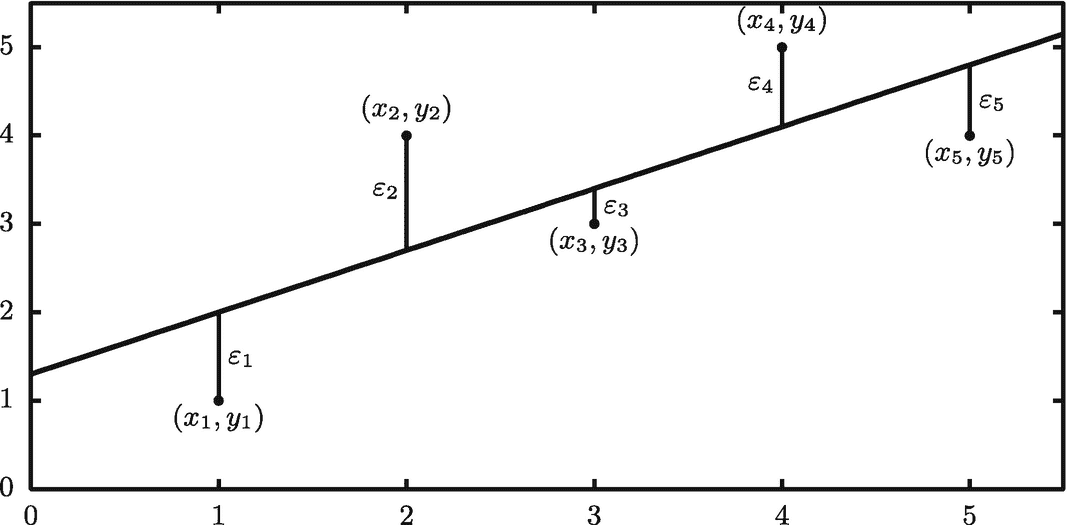 (x₄, y₄)
5
ε₄
ε₅
(x₂, y₂)
4
(x₅, y₅)
ε₂
ε₃
3
(x₃, y₃)
2
ε₁
1
(x₁, y₁)
0
0 1 2 3 4 5